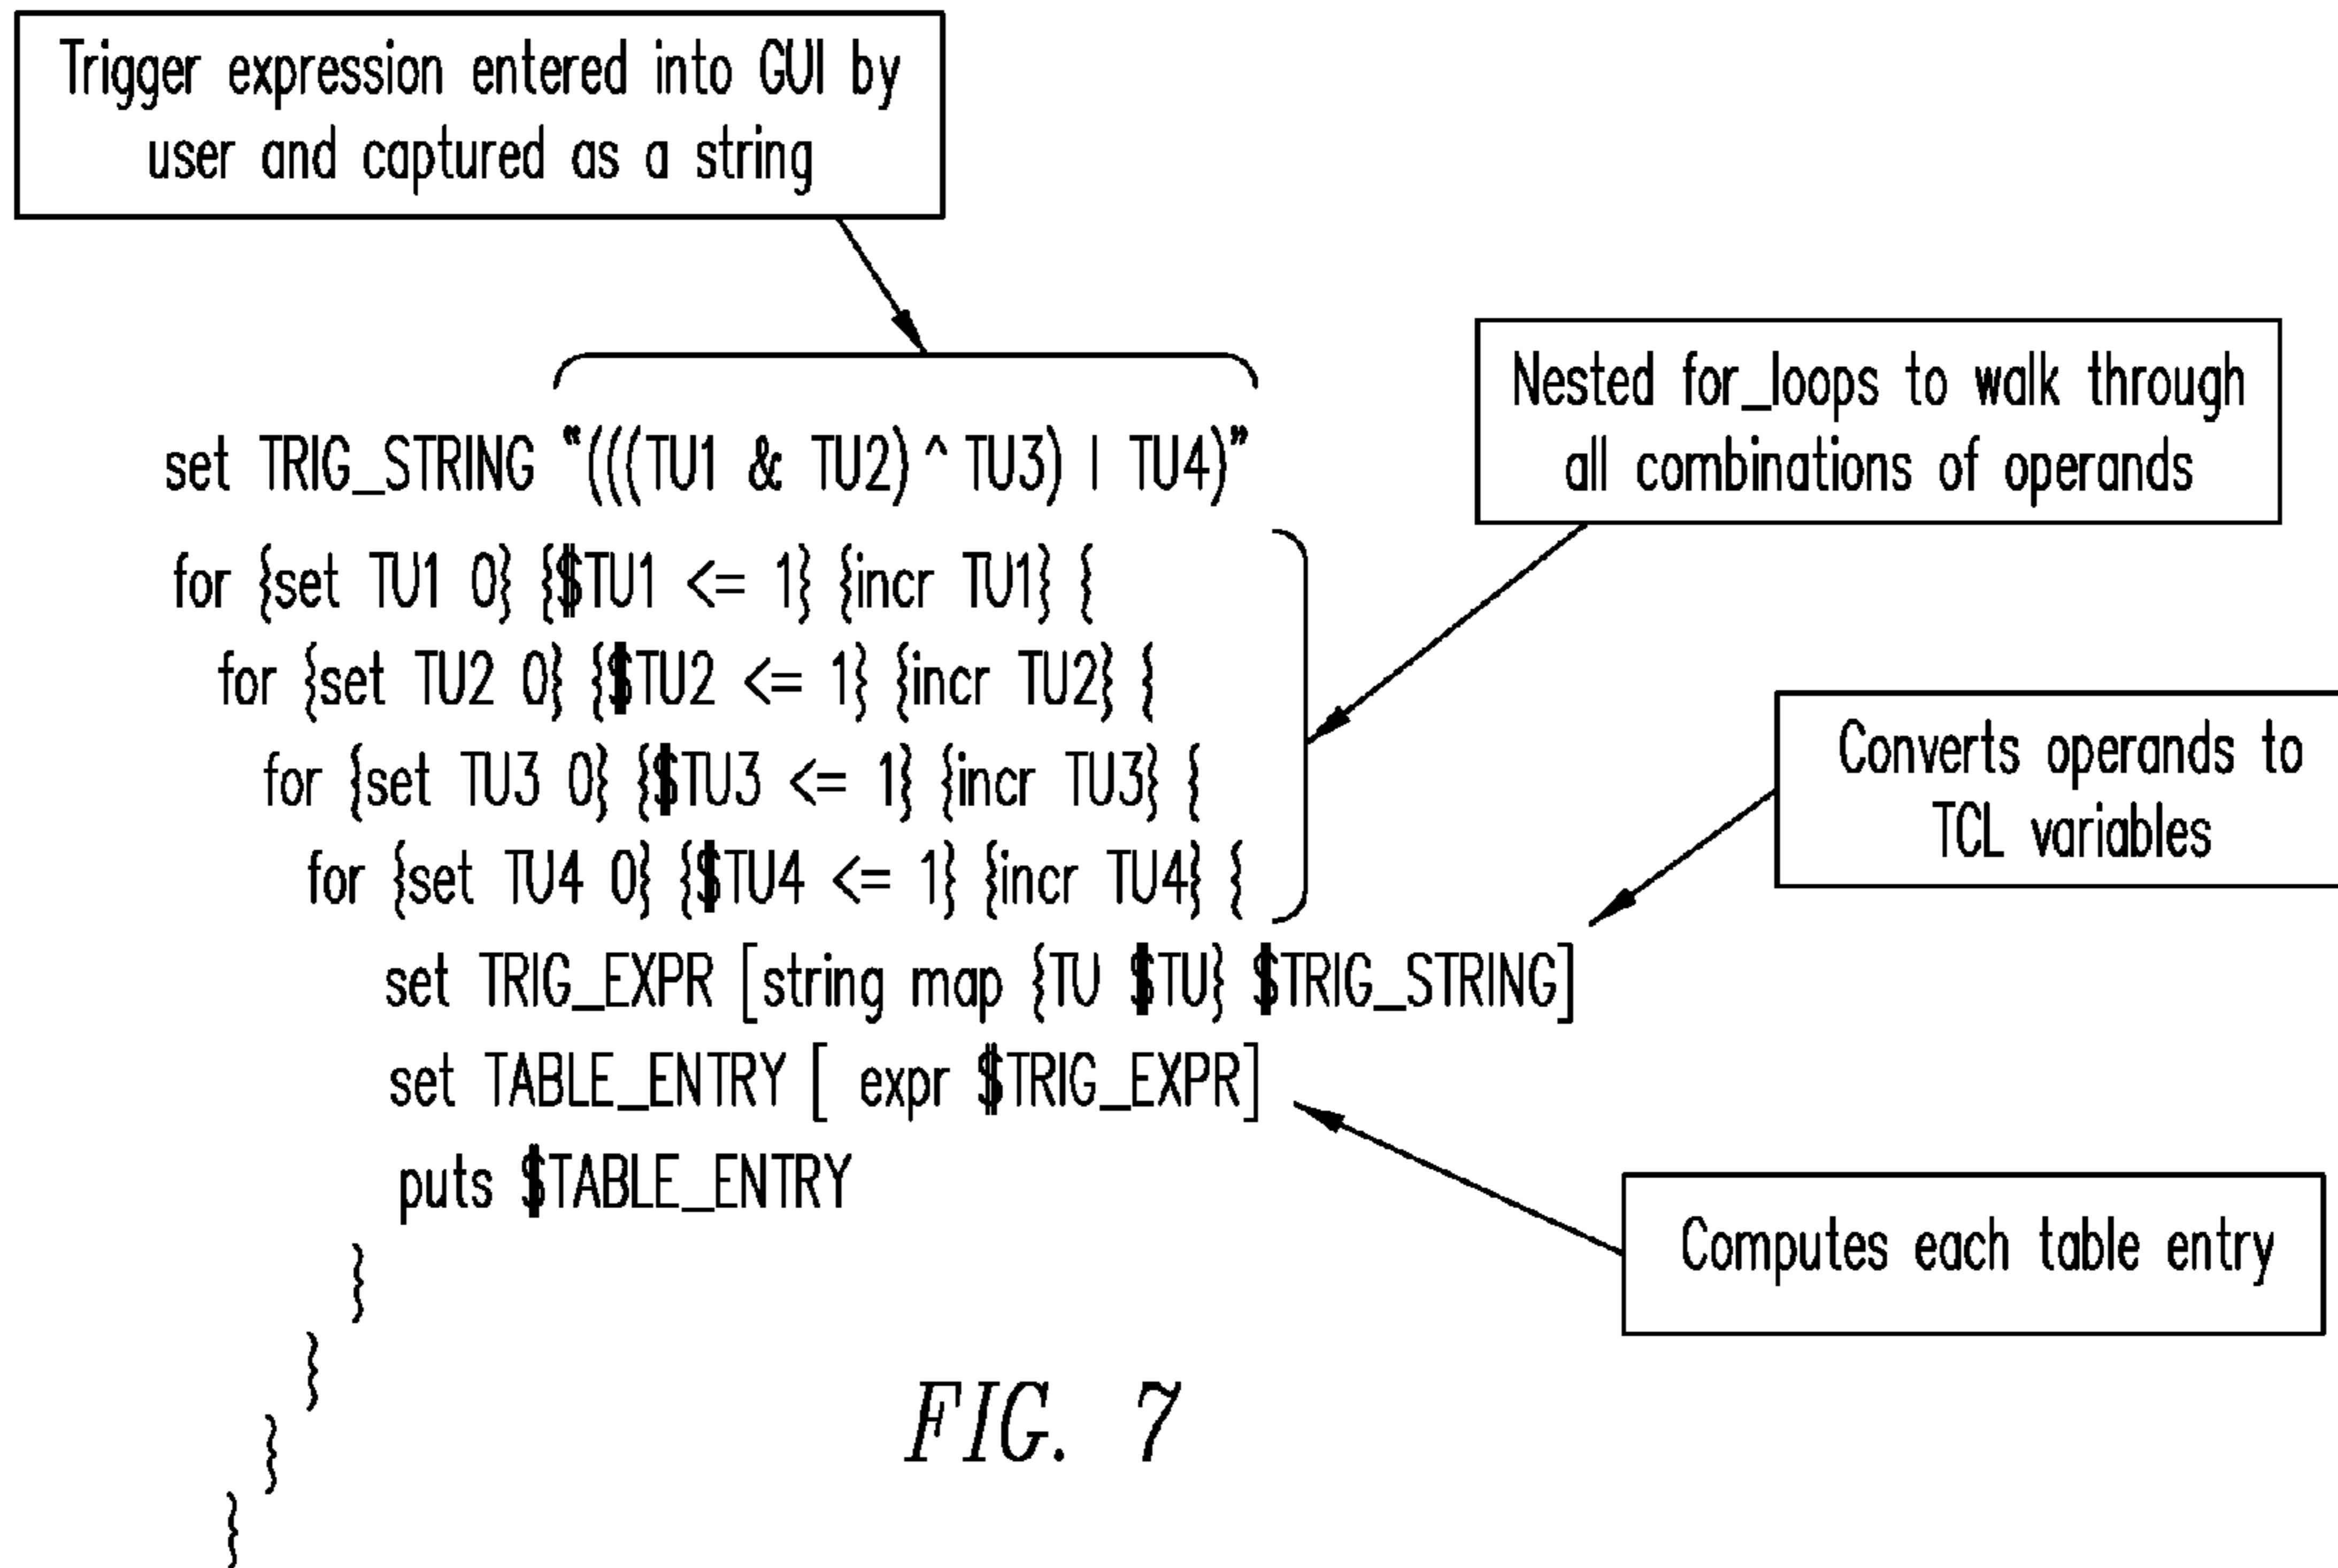 Trigger expression entered into GUI by
user and captured as a string
set TRIG_STRING "(((TU1 & TU2) ^ TU3) | TU4)"
Nested for_loops to walk through
all combinations of operands
for {set TU1 0} {$TU1 <= 1} {incr TU1} {
for {set TU2 0} {$TU2 <= 1} {incr TU2} {
for {set TU3 0} {$TU3 <= 1} {incr TU3} {
for {set TU4 0} {$TU4 <= 1} {incr TU4} {
Converts operands to
TCL variables
set TRIG_EXPR [string map {TU $TU} $TRIG_STRING]
set TABLE_ENTRY [ expr $TRIG_EXPR]
puts $TABLE_ENTRY
Computes each table entry
}
}
}
}
FIG. 7